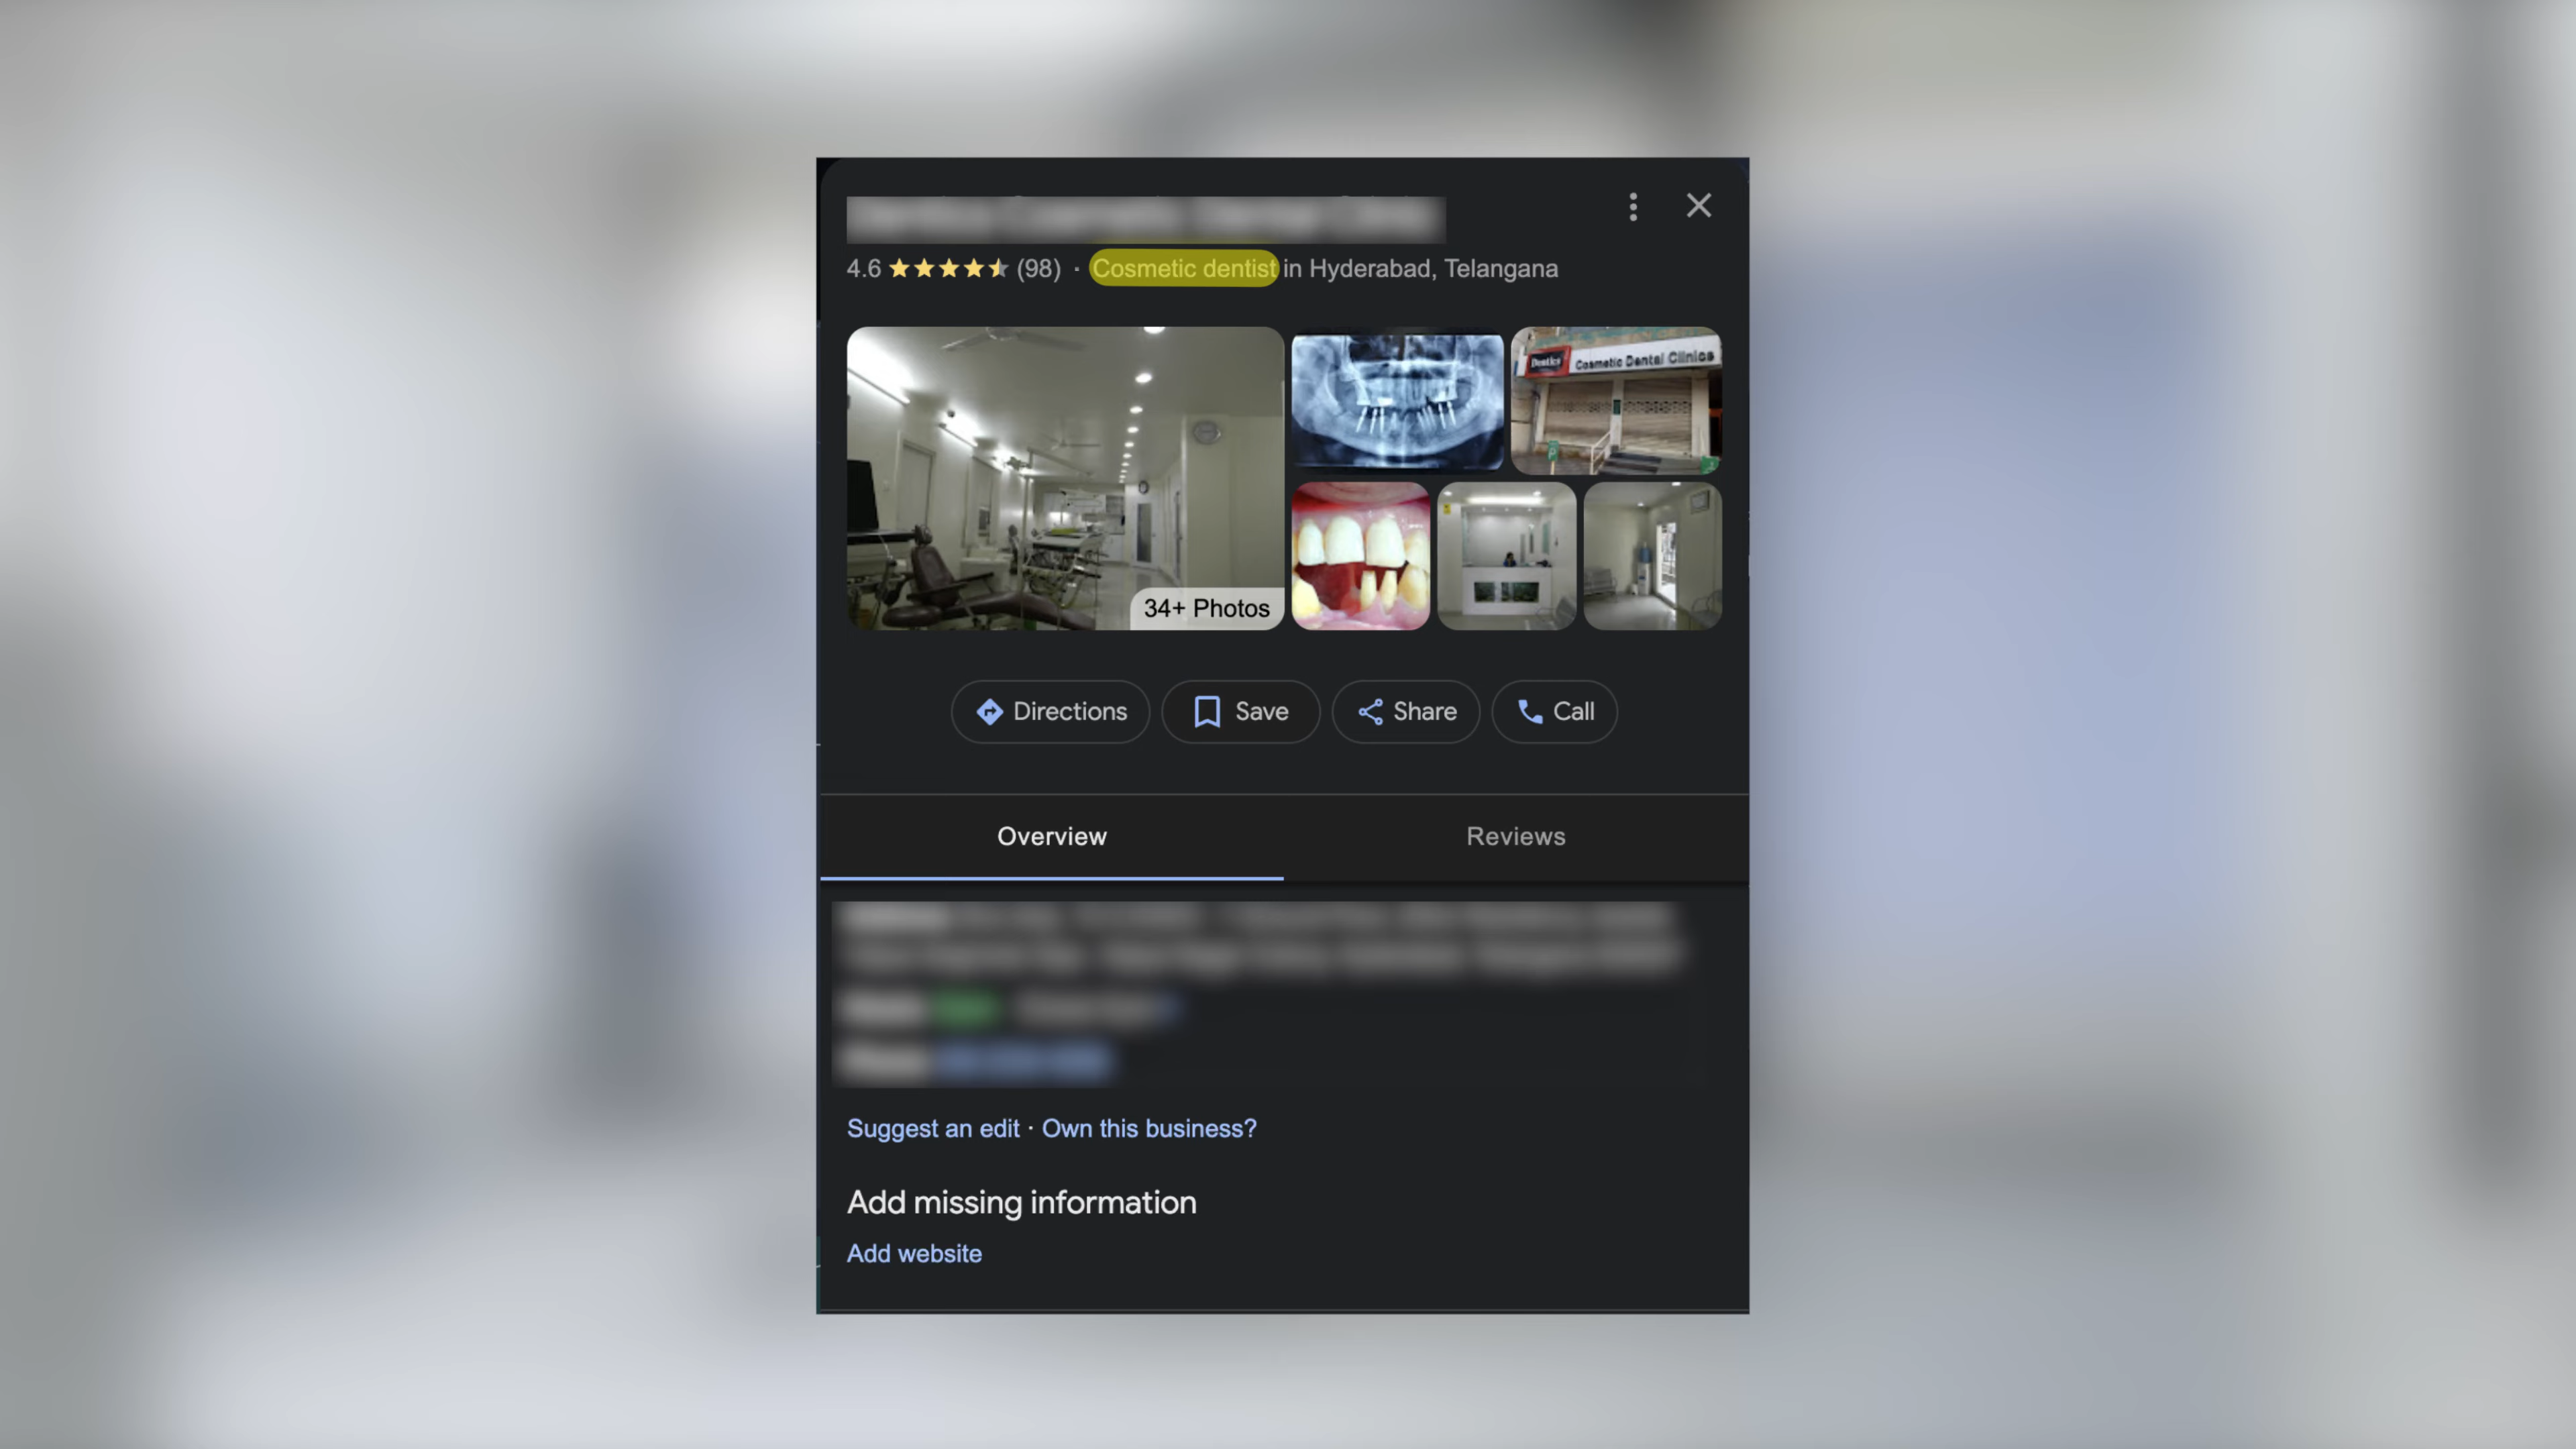 4.6 (98) · Cosmetic dentist in Hyderabad, Telangana
Dentics Cosmetic Dental Clinics
34+ Photos
Directions
Save
Share
Call
Overview
Reviews
Suggest an edit · Own this business?
Add missing information
Add website